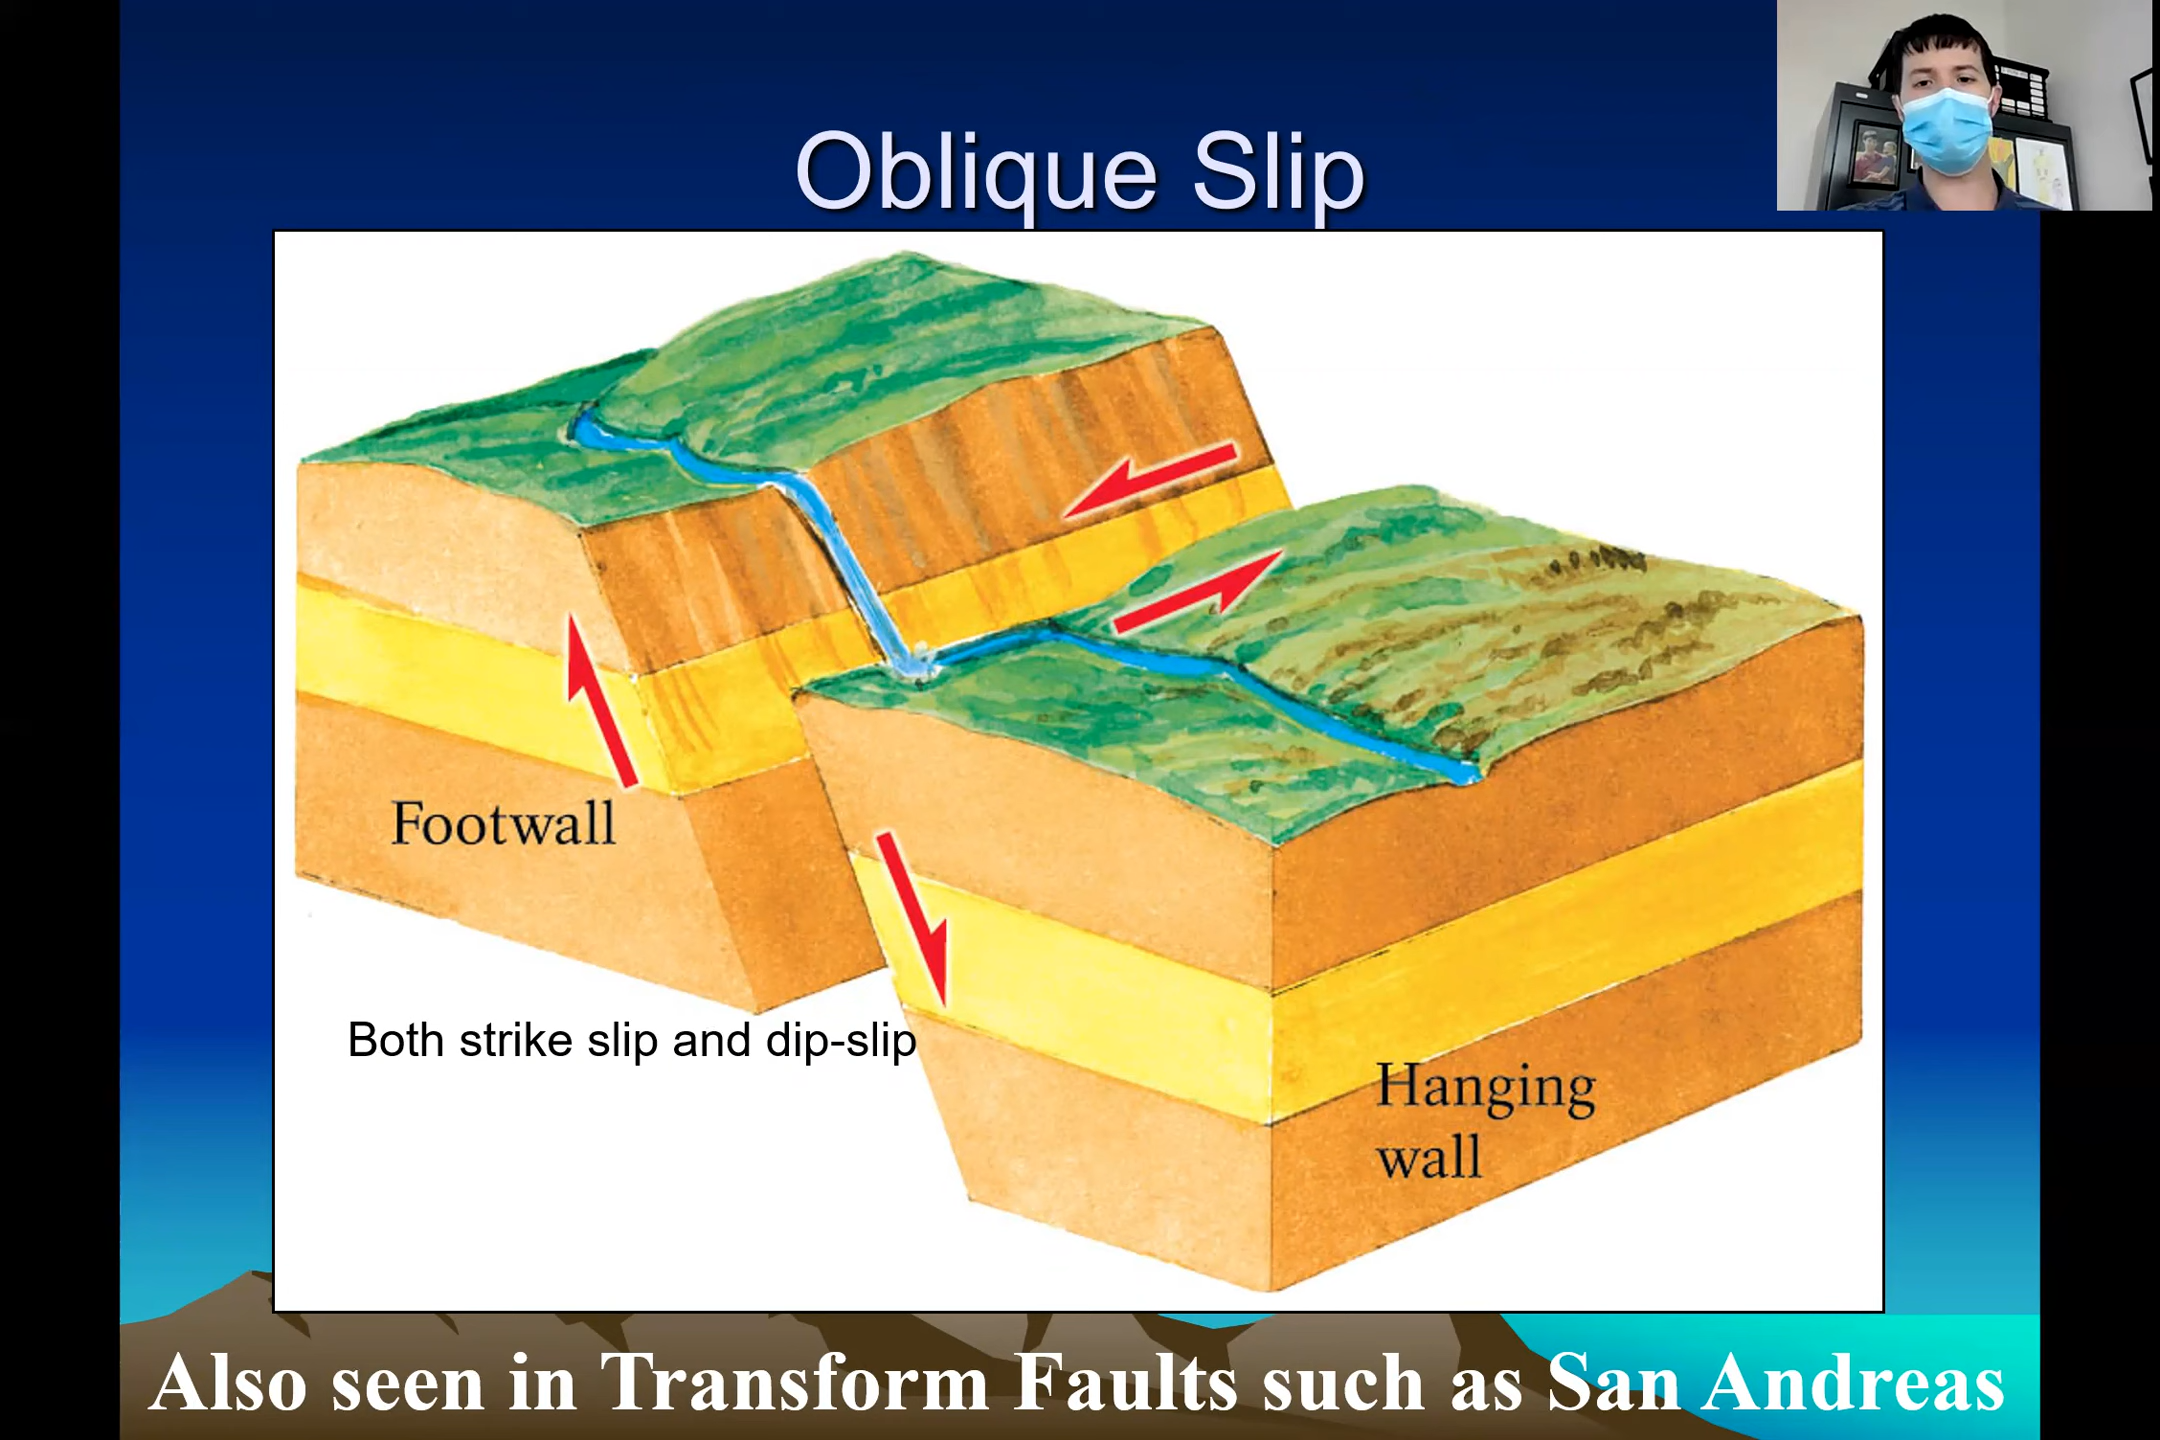 Oblique Slip
Footwall
Both strike slip and dip-slip
Hanging
wall
Also seen in Transform Faults such as San Andreas